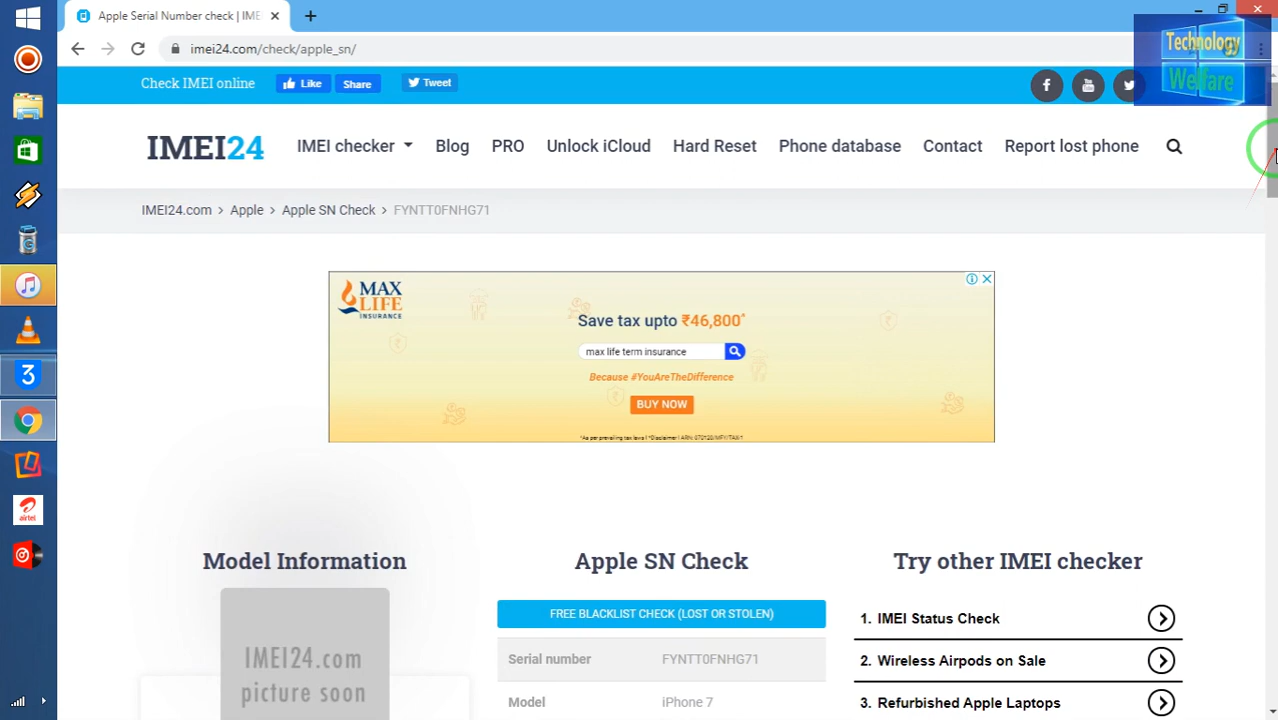 Apple Serial Number check | IME
imei24.com/check/apple_sn/
Technology
Welfare
Check IMEI online
Like
Share
Tweet
IMEI24
IMEI checker
Blog
PRO
Unlock iCloud
Hard Reset
Phone database
Contact
Report lost phone
IMEI24.com > Apple > Apple SN Check > FYNTT0FNHG71
MAX
LIFE
INSURANCE
Save tax upto ₹46,800*
max life term insurance
Because #YouAreTheDifference
BUY NOW
Model Information
IMEI24.com
picture soon
Apple SN Check
FREE BLACKLIST CHECK (LOST OR STOLEN)
Serial number FYNTT0FNHG71
Model iPhone 7
Try other IMEI checker
1. IMEI Status Check
2. Wireless Airpods on Sale
3. Refurbished Apple Laptops
3
airtel